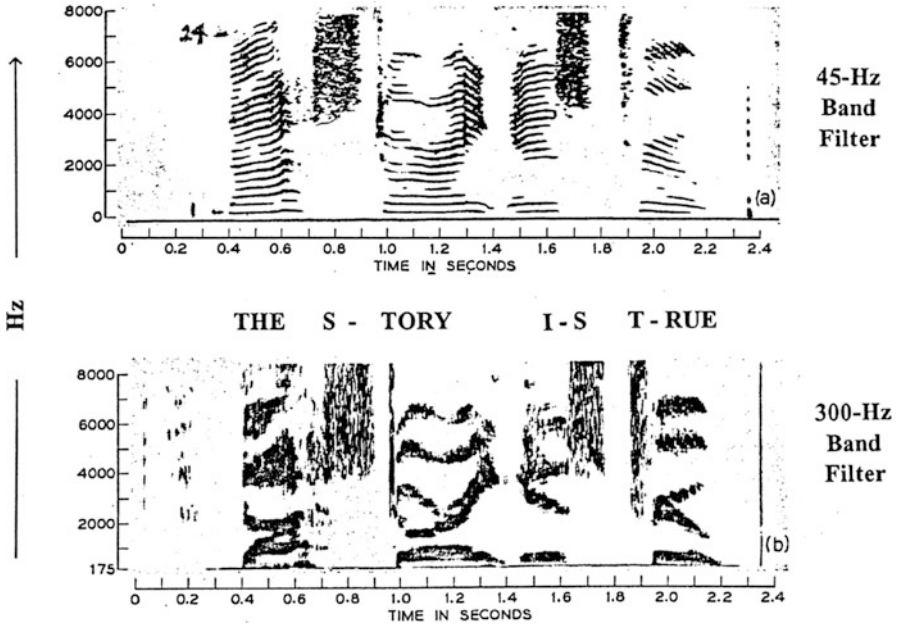 8000
6000
4000
2000
0
24
(a)
45-Hz
Band
Filter
0 0.2 0.4 0.6 0.8 1.0 1.2 1.4 1.6 1.8 2.0 2.2 2.4
TIME IN SECONDS
Hz
THE S - TORY I - S T - RUE
8000
6000
4000
2000
175
(b)
300-Hz
Band
Filter
0 0.2 0.4 0.6 0.8 1.0 1.2 1.4 1.6 1.8 2.0 2.2 2.4
TIME IN SECONDS